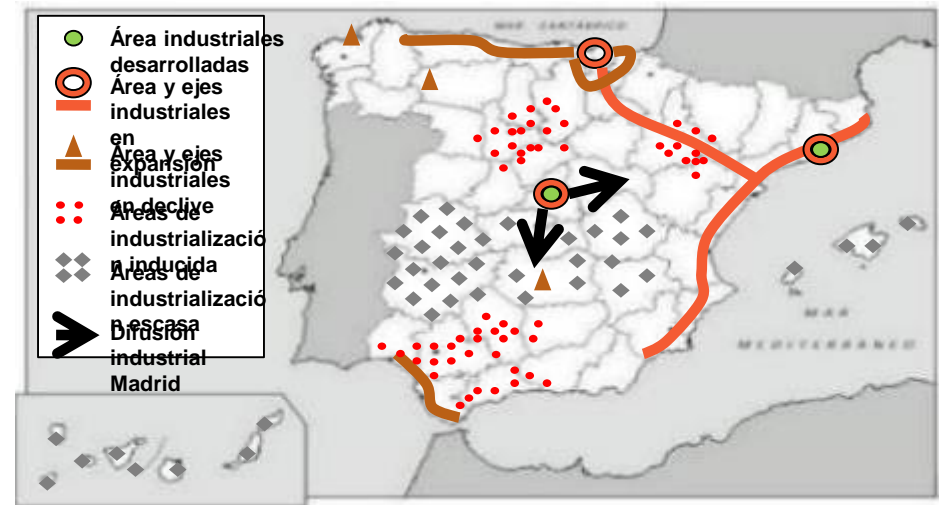 MAR CANTÁBRICO
Área industriales
desarrolladas
Área y ejes
industriales
en
expansión
Área y ejes
industriales
en declive
Áreas de
industrializació
n inducida
Áreas de
industrializació
n escasa
Difusión
industrial
Madrid
MAR
MEDITERRÁNEO